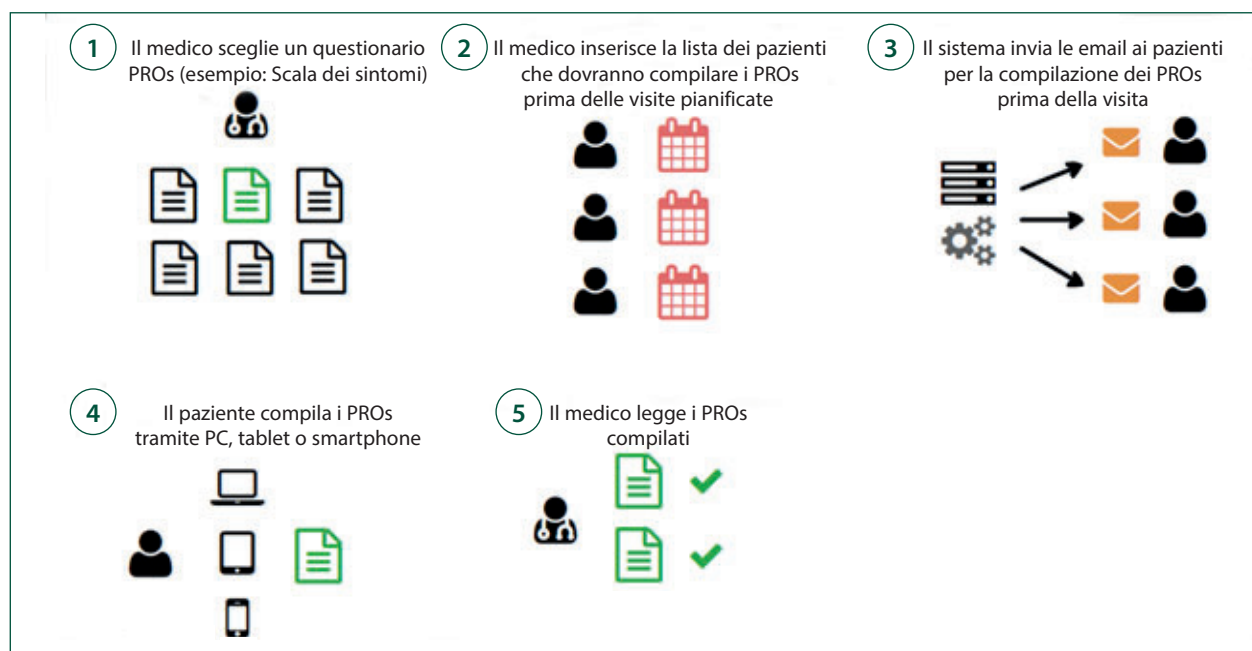 1
Il medico sceglie un questionario
PROs (esempio: Scala dei sintomi)
2
Il medico inserisce la lista dei pazienti
che dovranno compilare i PROs
prima delle visite pianificate
3
Il sistema invia le email ai pazienti
per la compilazione dei PROs
prima della visita
4
Il paziente compila i PROs
tramite PC, tablet o smartphone
5
Il medico legge i PROs
compilati